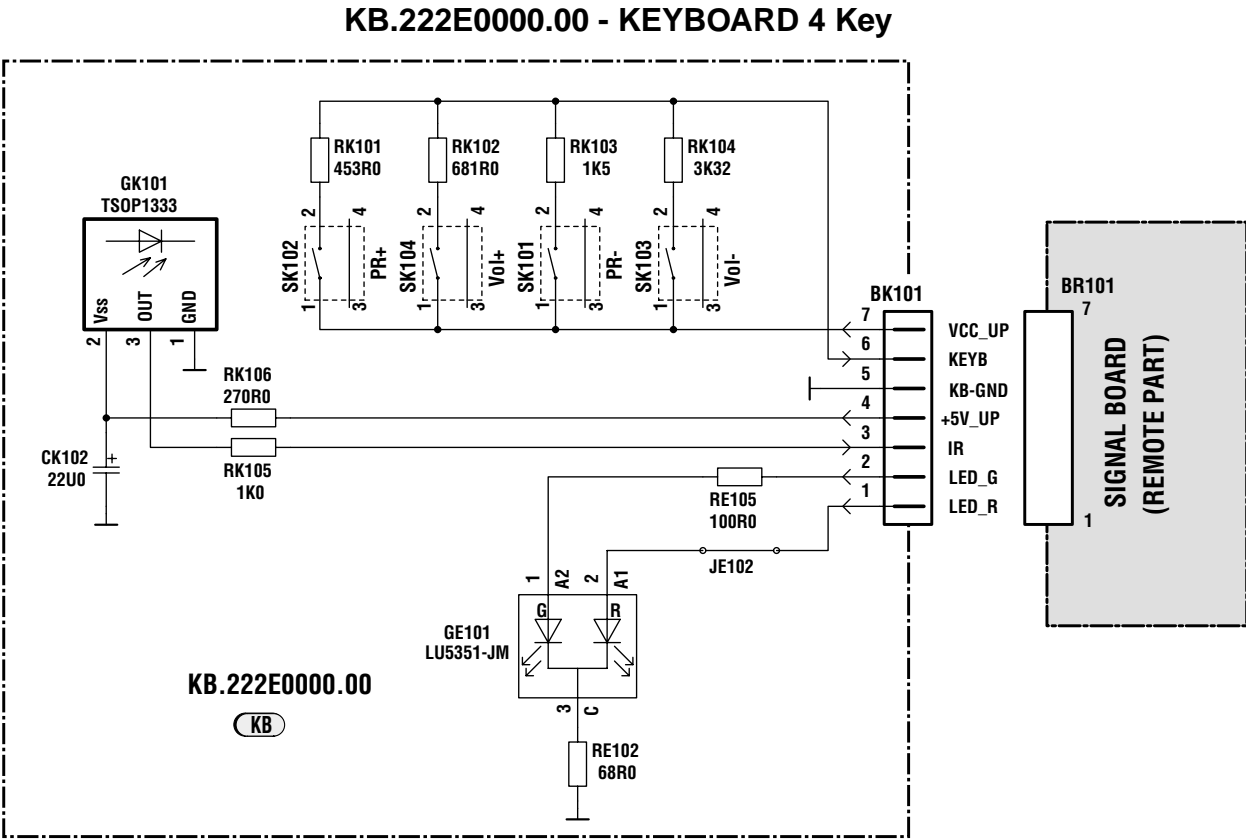 KB.222E0000.00 - KEYBOARD 4 Key
RK101
453R0
RK102
681R0
RK103
1K5
RK104
3K32
GK101
TSOP1333
2 4
SK102
PR+
1 3
2 4
SK104
Vol+
1 3
2 4
SK101
PR-
1 3
2 4
SK103
Vol-
1 3
Vss
OUT
GND
2 3 1
BK101
7 VCC_UP
6 KEYB
5 KB-GND
4 +5V_UP
3 IR
2 LED_G
1 LED_R
BR101
7
1
SIGNAL BOARD
(REMOTE PART)
RK106
270R0
CK102
22U0
+
RK105
1K0
RE105
100R0
JE102
1 A2 2 A1
G R
GE101
LU5351-JM
3 C
KB.222E0000.00
KB
RE102
68R0